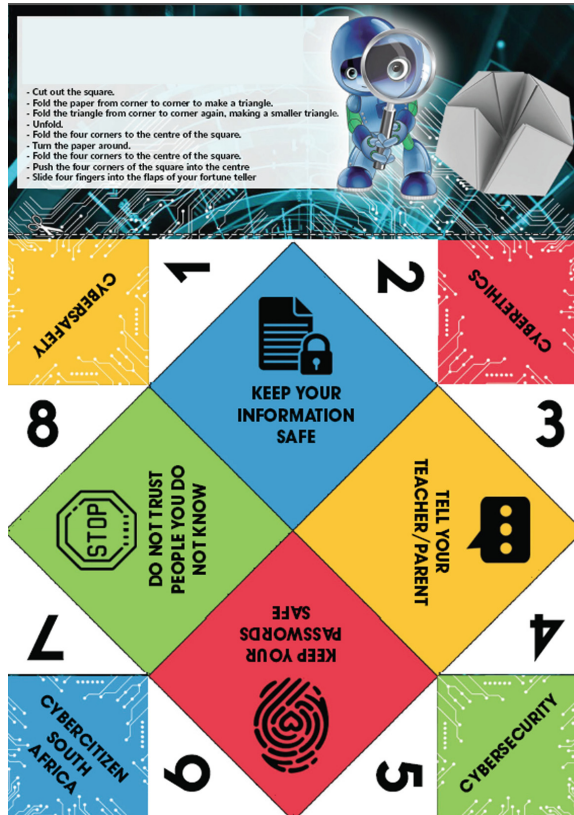 - Cut out the square.
- Fold the paper from corner to corner to make a triangle.
- Fold the triangle from corner to corner again, making a smaller triangle.
- Unfold.
- Fold the four corners to the centre of the square.
- Turn the paper around.
- Fold the four corners to the centre of the square.
- Push the four corners of the square into the centre
- Slide four fingers into the flaps of your fortune teller
CYBERSAFETY
1
2
CYBERETHICS
KEEP YOUR
INFORMATION
SAFE
8
3
DO NOT TRUST
PEOPLE YOU DO
NOT KNOW
STOP
TELL YOUR
TEACHER/PARENT
KEEP YOUR
PASSWORDS
SAFE
7
4
CYBERCITIZEN
SOUTH
AFRICA
6
5
CYBERSECURITY